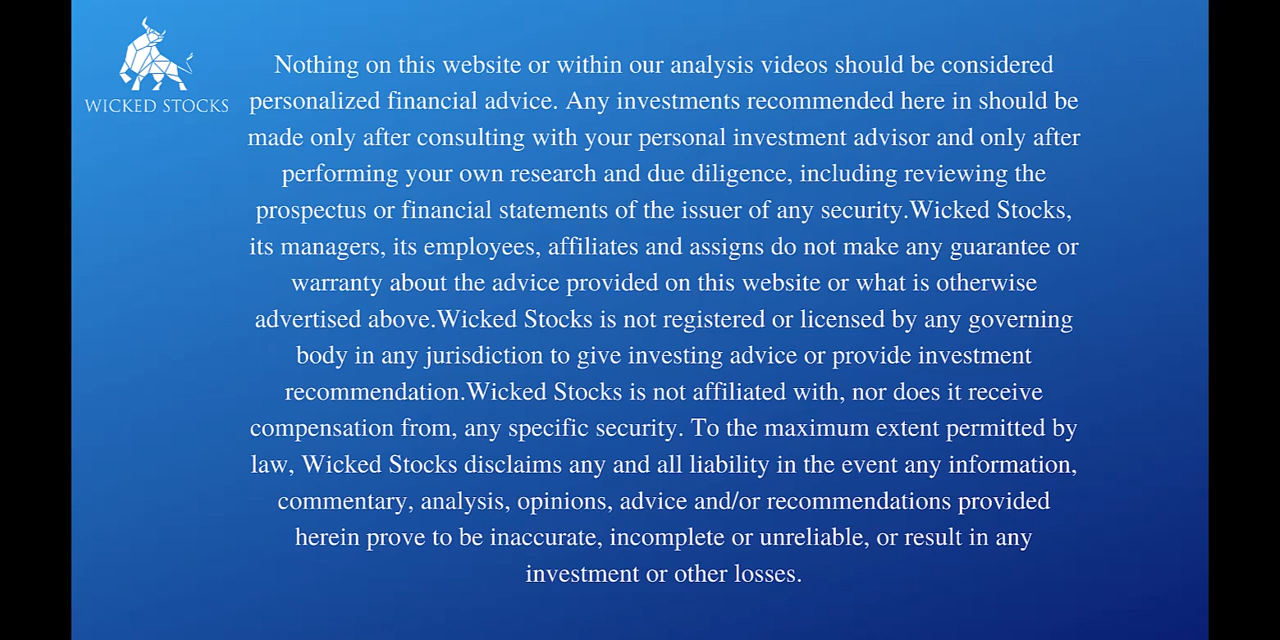 WICKED STOCKS
Nothing on this website or within our analysis videos should be considered
personalized financial advice. Any investments recommended here in should be
made only after consulting with your personal investment advisor and only after
performing your own research and due diligence, including reviewing the
prospectus or financial statements of the issuer of any security.Wicked Stocks,
its managers, its employees, affiliates and assigns do not make any guarantee or
warranty about the advice provided on this website or what is otherwise
advertised above.Wicked Stocks is not registered or licensed by any governing
body in any jurisdiction to give investing advice or provide investment
recommendation.Wicked Stocks is not affiliated with, nor does it receive
compensation from, any specific security. To the maximum extent permitted by
law, Wicked Stocks disclaims any and all liability in the event any information,
commentary, analysis, opinions, advice and/or recommendations provided
herein prove to be inaccurate, incomplete or unreliable, or result in any
investment or other losses.